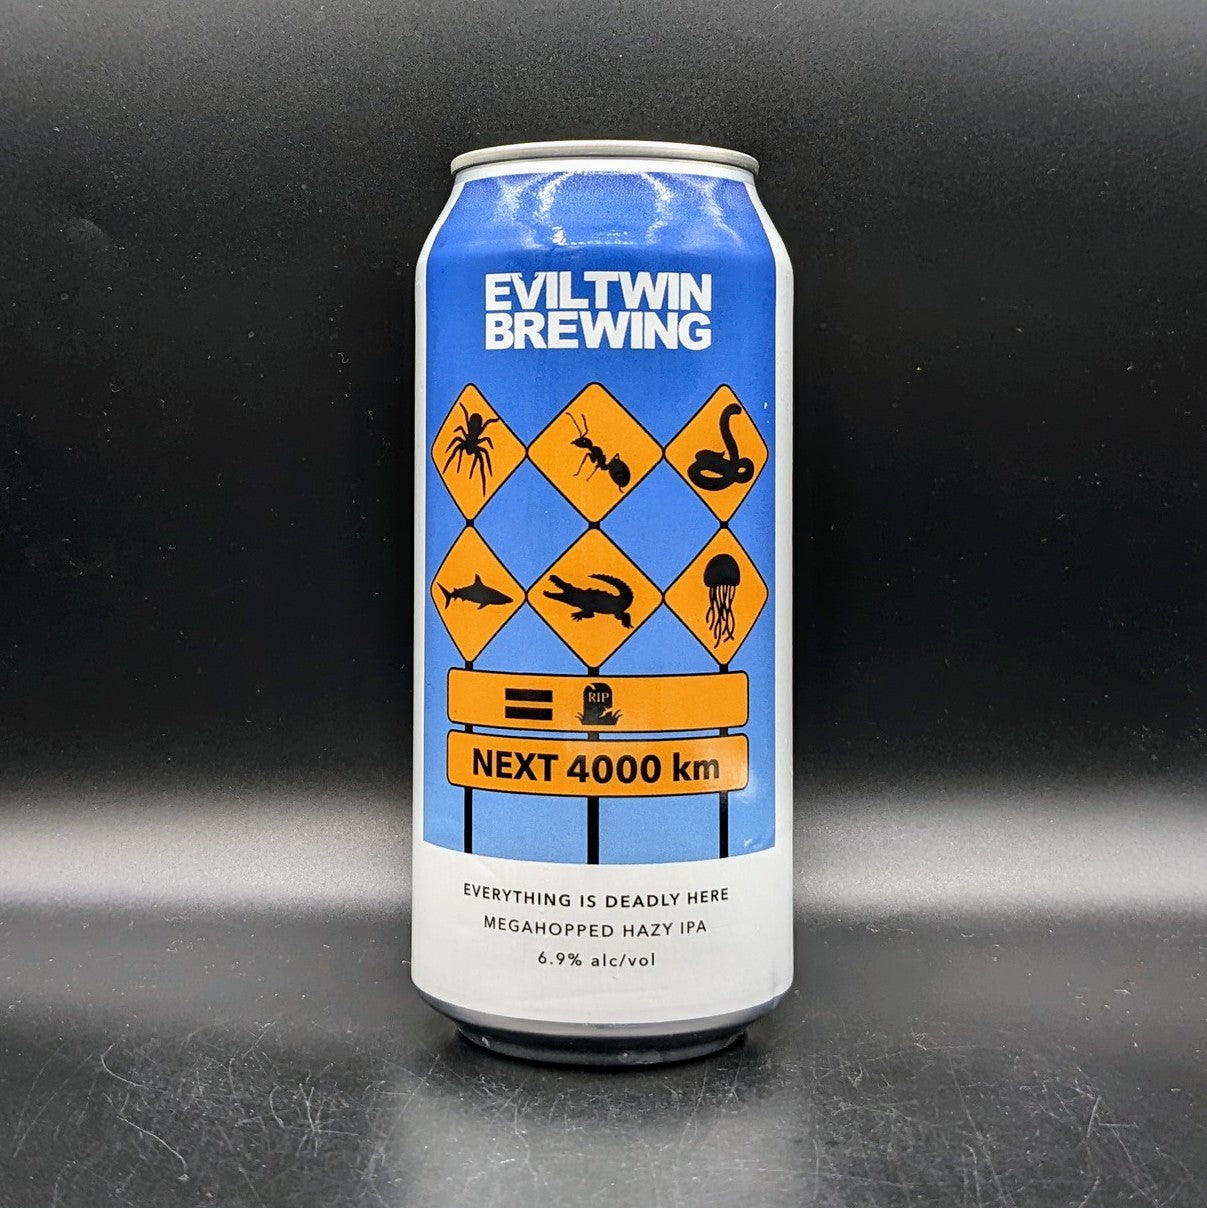 EVILTWIN
BREWING
RIP
NEXT 4000 km
EVERYTHING IS DEADLY HERE
MEGAHOPPED HAZY IPA
6.9% alc/vol